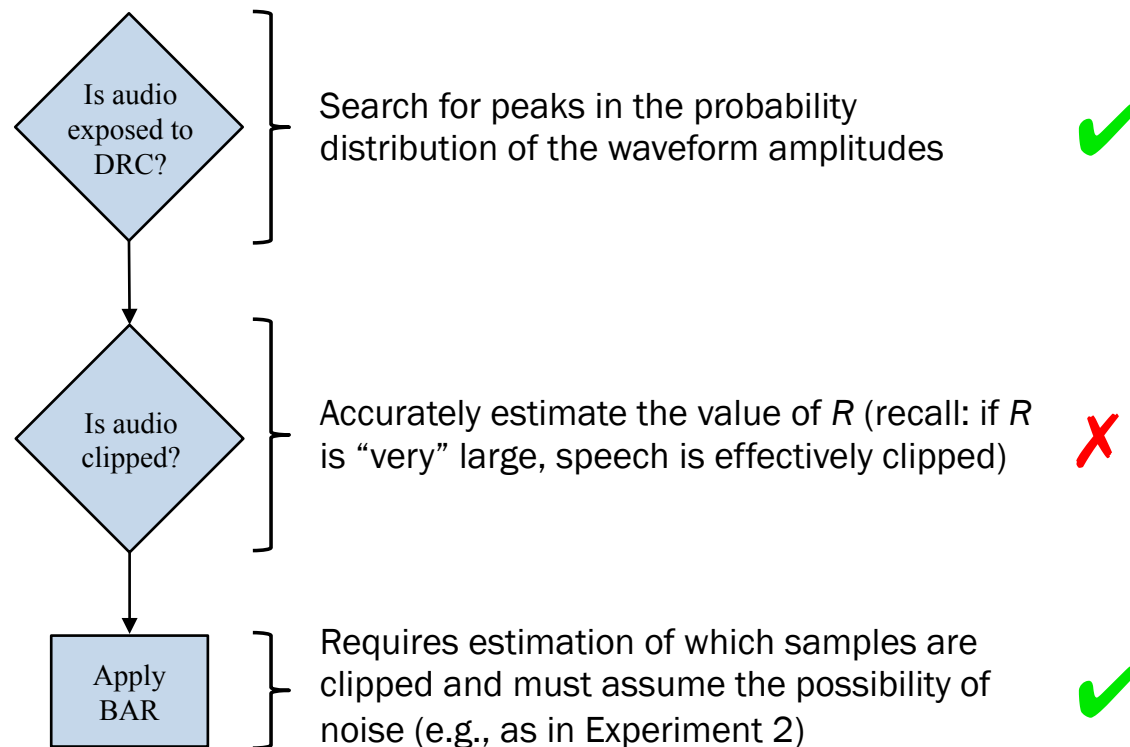 Is audio
exposed to
DRC?
Search for peaks in the probability
distribution of the waveform amplitudes
✔
Is audio
clipped?
Accurately estimate the value of R (recall: if R
is “very” large, speech is effectively clipped)
✗
Apply
BAR
Requires estimation of which samples are
clipped and must assume the possibility of
noise (e.g., as in Experiment 2)
✔